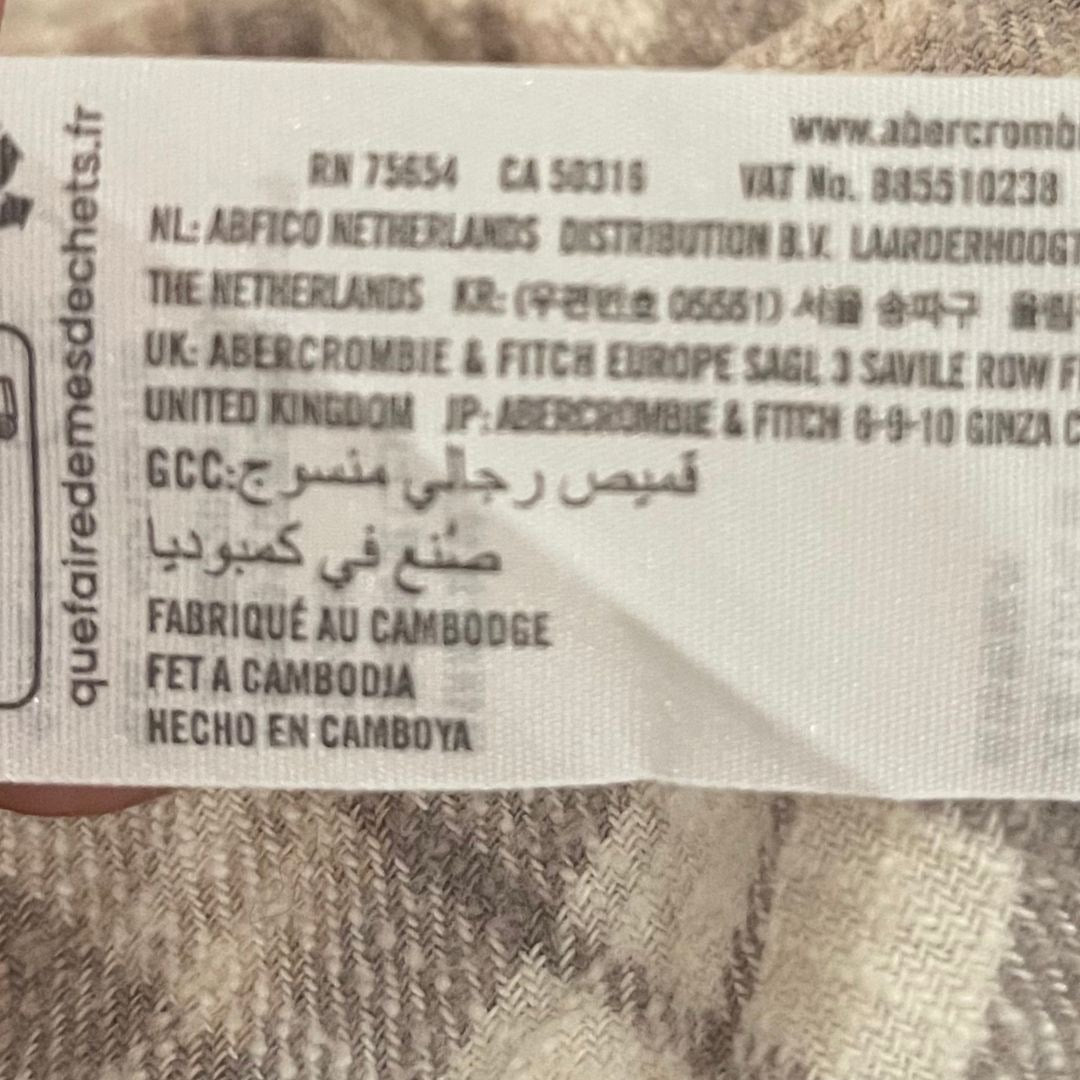 www.abercromb
RN 75654 CA 50316 VAT No. 885510238
NL: ABFICO NETHERLANDS DISTRIBUTION B.V. LAARDERHOOGT
THE NETHERLANDS KR: (우편번호 05551) 서울 송파구 올림
UK: ABERCROMBIE & FITCH EUROPE SAGL 3 SAVILE ROW F
UNITED KINGDOM JP: ABERCROMBIE & FITCH 6-9-10 GINZA C
GCC: قميص رجالي منسوج
صُنع في كمبوديا
FABRIQUÉ AU CAMBODGE
FET A CAMBODJA
HECHO EN CAMBOYA
quefairedemesdechets.fr